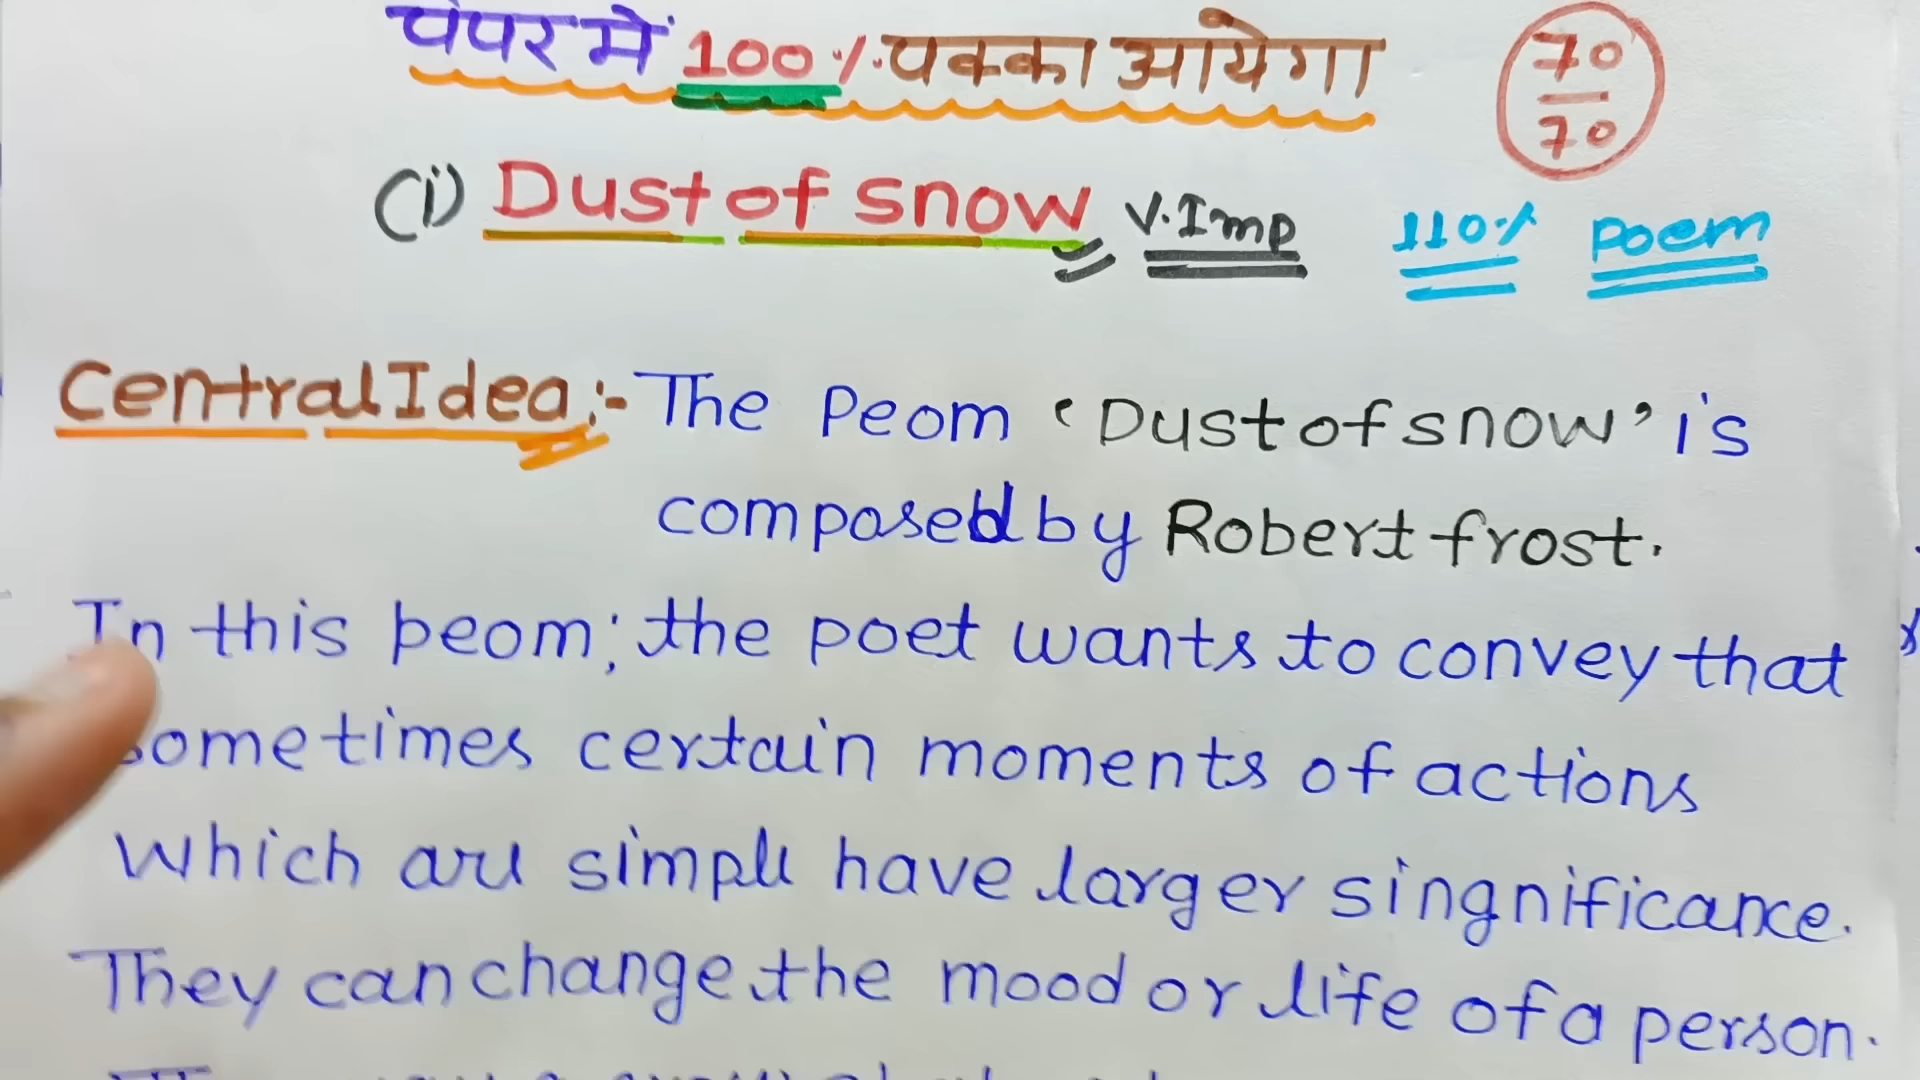 पेपर में 100% पक्का आयेगा
70
70
(i) Dust of snow V.Imp 110% Poem
Central Idea:- The Peom 'Dust of snow' is
composed by Robert frost.
In this peom; the poet wants to convey that
sometimes certain moments of actions
which are simple have larger singnificance.
They can change the mood or life of a person.